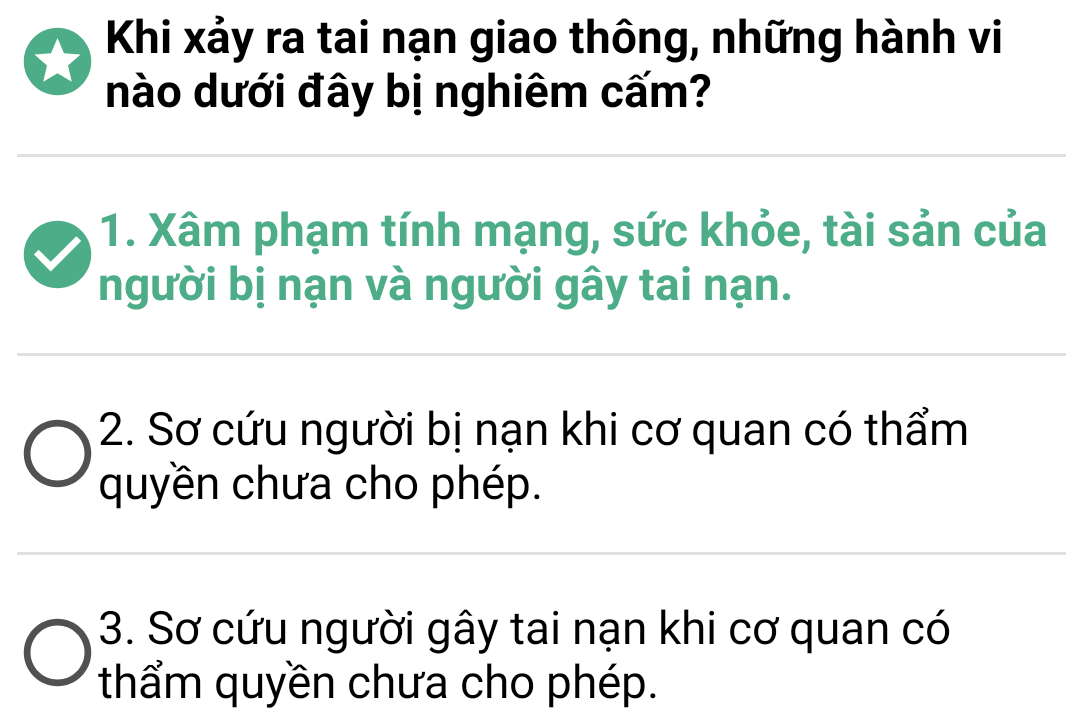 Khi xảy ra tai nạn giao thông, những hành vi
nào dưới đây bị nghiêm cấm?
1. Xâm phạm tính mạng, sức khỏe, tài sản của
người bị nạn và người gây tai nạn.
2. Sơ cứu người bị nạn khi cơ quan có thẩm
quyền chưa cho phép.
3. Sơ cứu người gây tai nạn khi cơ quan có
thẩm quyền chưa cho phép.